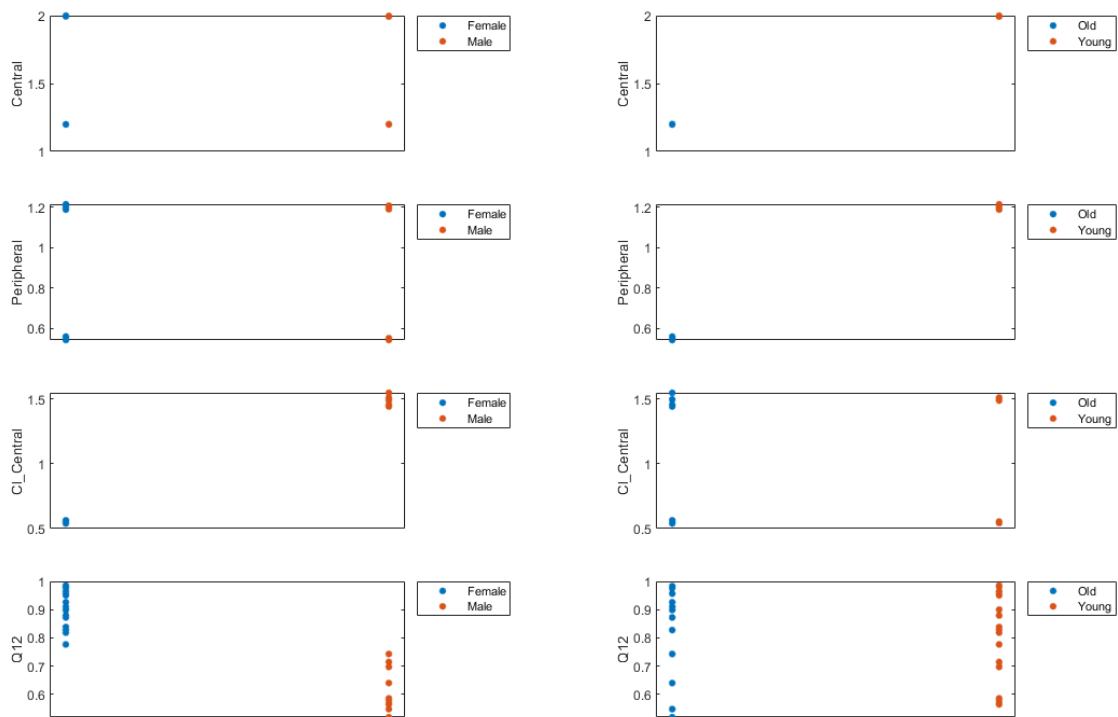 2
1.5
1
Central
Female
Male
2
1.5
1
Central
Old
Young
1.2
1
0.8
0.6
Peripheral
Female
Male
1.2
1
0.8
0.6
Peripheral
Old
Young
1.5
1
0.5
Cl_Central
Female
Male
1.5
1
0.5
Cl_Central
Old
Young
1
0.9
0.8
0.7
0.6
Q12
Female
Male
1
0.9
0.8
0.7
0.6
Q12
Old
Young